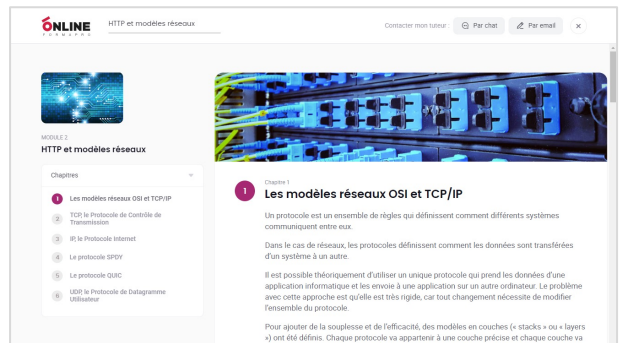 ONLINE
FORMAPRO
HTTP et modèles réseaux
Contacter mon tuteur :
Par chat
Par email
MODULE 2
HTTP et modèles réseaux
Chapitres
1 Les modèles réseaux OSI et TCP/IP
2 TCP, le Protocole de Contrôle de
Transmission
3 IP, le Protocole Internet
4 Le protocole SPDY
5 Le protocole QUIC
6 UDP, le Protocole de Datagramme
Utilisateur
Chapitre 1
1 Les modèles réseaux OSI et TCP/IP
Un protocole est un ensemble de règles qui définissent comment différents systèmes
communiquent entre eux.
Dans le cas de réseaux, les protocoles définissent comment les données sont transférées
d'un système à un autre.
Il est possible théoriquement d'utiliser un unique protocole qui prend les données d'une
application informatique et les envoie à une application sur un autre ordinateur. Le problème
avec cette approche est qu'elle est très rigide, car tout changement nécessite de modifier
l'ensemble du protocole.
Pour ajouter de la souplesse et de l'efficacité, des modèles en couches (« stacks » ou « layers
») ont été définis. Chaque protocole va appartenir à une couche précise et chaque couche va